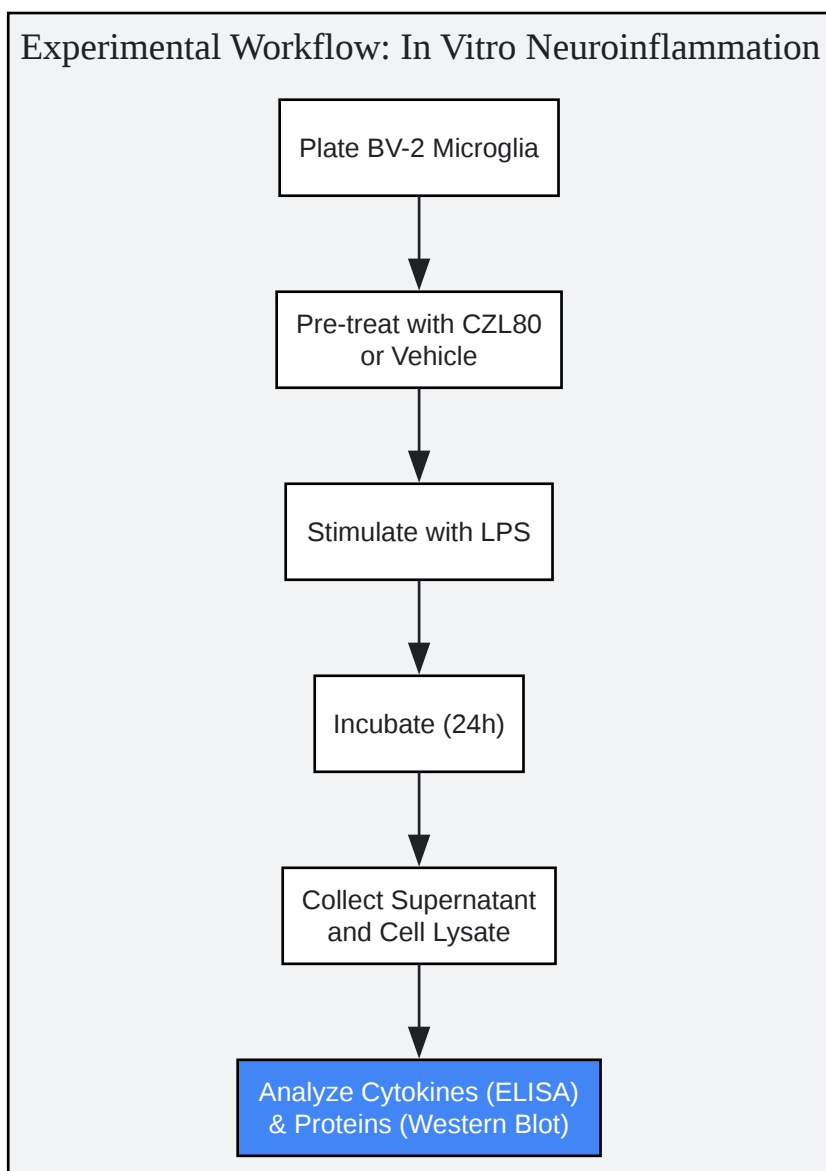 Experimental Workflow: In Vitro Neuroinflammation
Plate BV-2 Microglia
Pre-treat with CZL80
or Vehicle
Stimulate with LPS
Incubate (24h)
Collect Supernatant
and Cell Lysate
Analyze Cytokines (ELISA)
& Proteins (Western Blot)